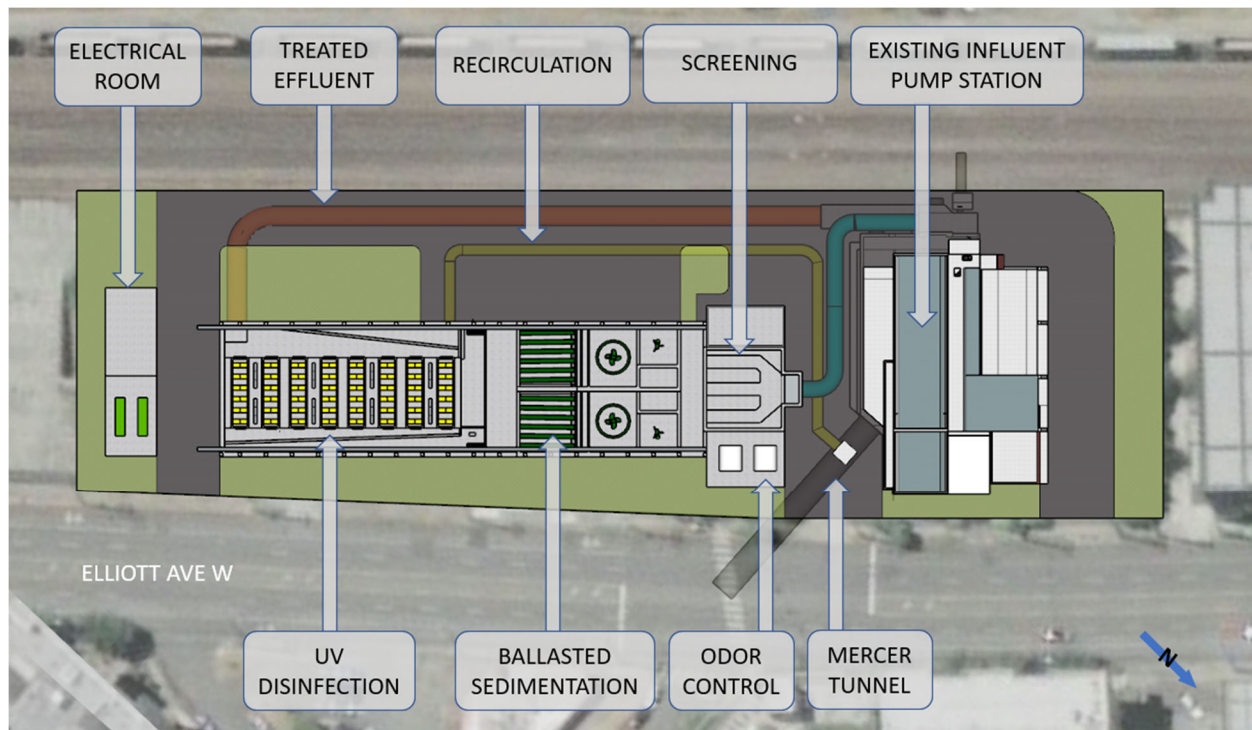 ELECTRICAL
ROOM
TREATED
EFFLUENT
RECIRCULATION
SCREENING
EXISTING INFLUENT
PUMP STATION
ELLIOTT AVE W
UV
DISINFECTION
BALLASTED
SEDIMENTATION
ODOR
CONTROL
MERCER
TUNNEL
N